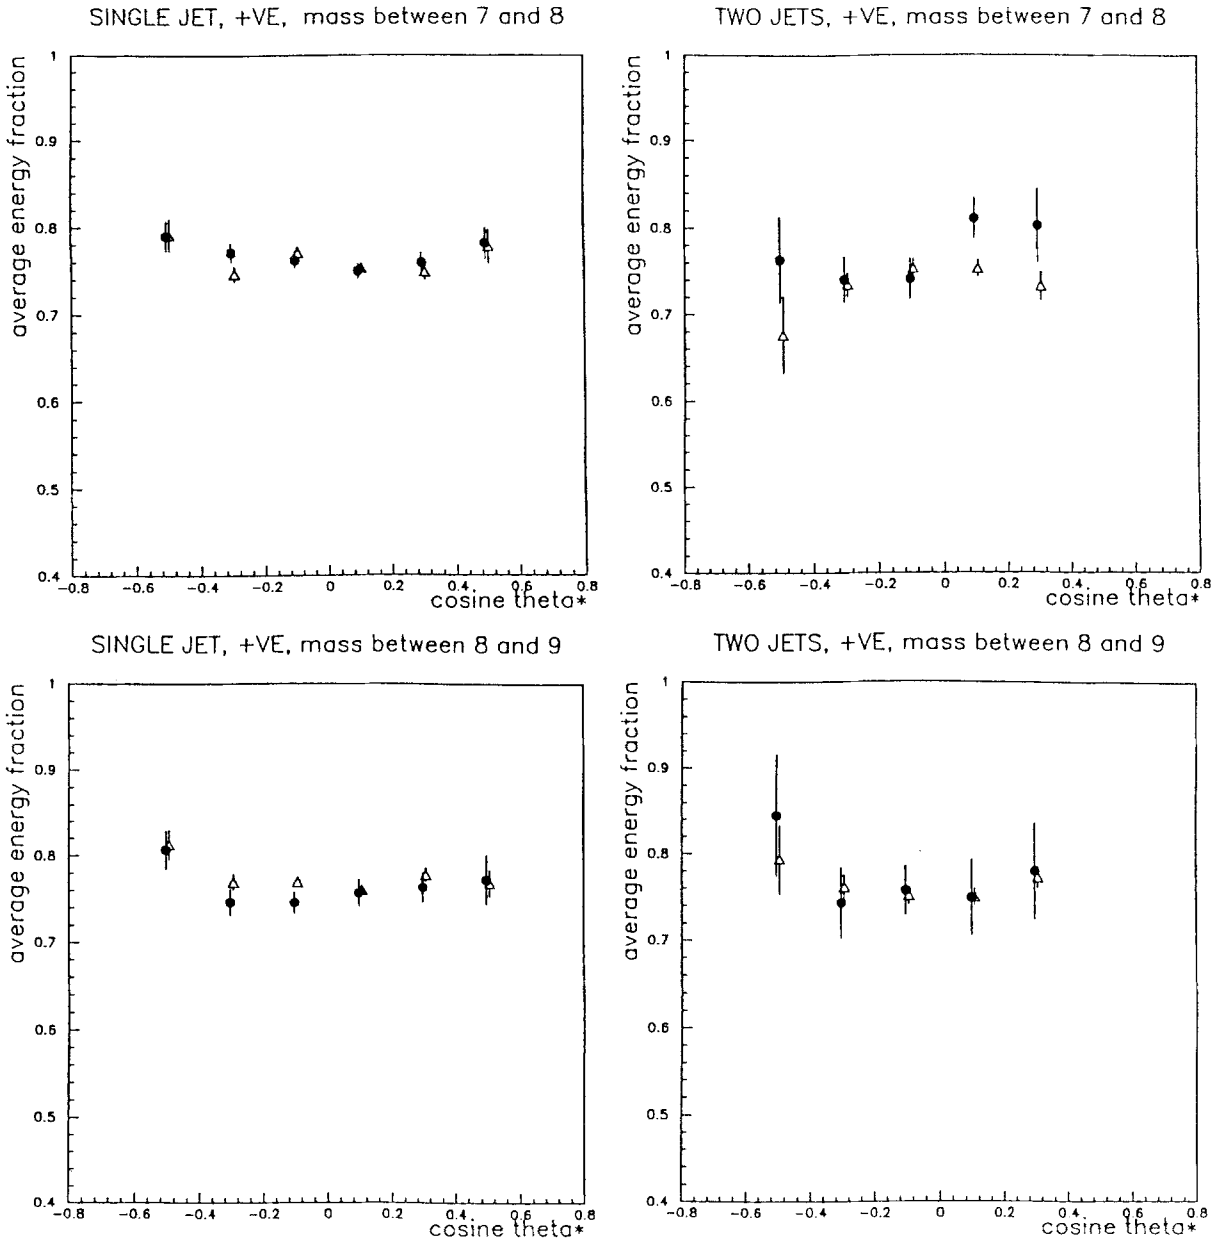 SINGLE JET, +VE, mass between 7 and 8
average energy fraction
1
0.9
0.8
0.7
0.6
0.5
0.4
-0.8 -0.6 -0.4 -0.2 0 0.2 0.4 0.6 0.8
cosine theta*
TWO JETS, +VE, mass between 7 and 8
average energy fraction
1
0.9
0.8
0.7
0.6
0.5
0.4
-0.8 -0.6 -0.4 -0.2 0 0.2 0.4 0.6 0.8
cosine theta*
SINGLE JET, +VE, mass between 8 and 9
average energy fraction
1
0.9
0.8
0.7
0.6
0.5
0.4
-0.8 -0.6 -0.4 -0.2 0 0.2 0.4 0.6 0.8
cosine theta*
TWO JETS, +VE, mass between 8 and 9
average energy fraction
1
0.9
0.8
0.7
0.6
0.5
0.4
-0.8 -0.6 -0.4 -0.2 0 0.2 0.4 0.6 0.8
cosine theta*